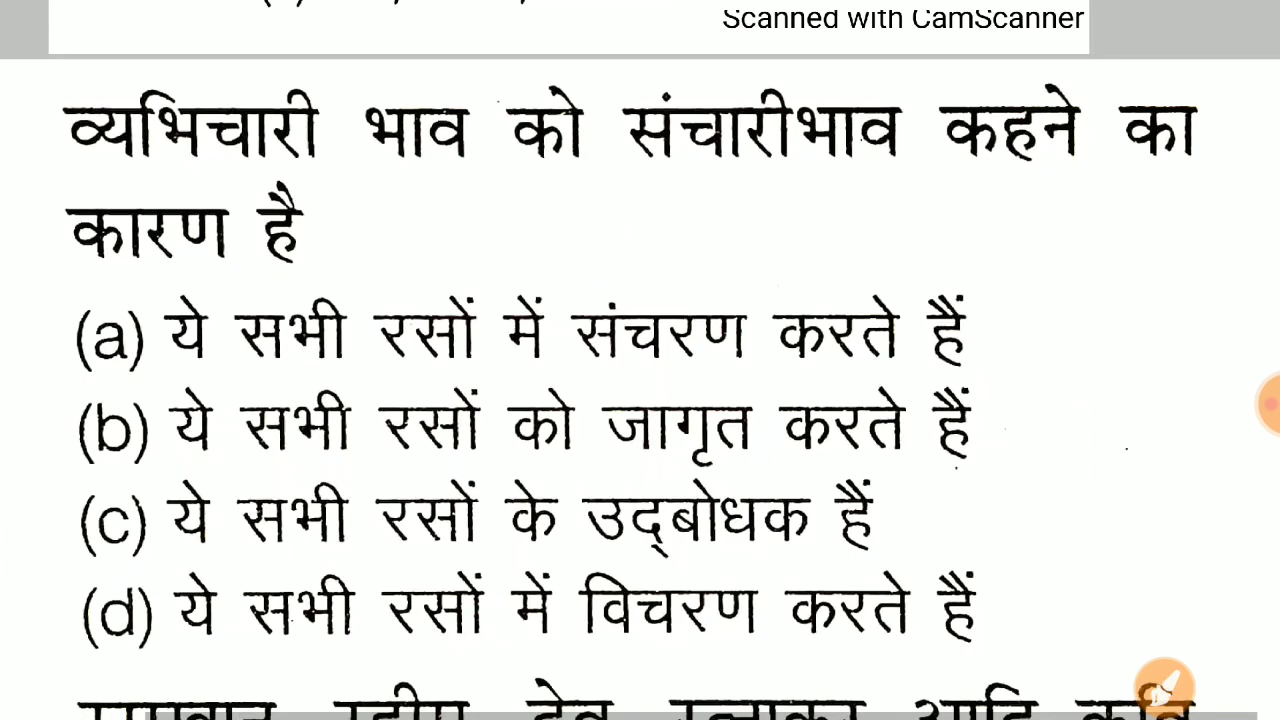 Scanned with CamScanner
व्यभिचारी भाव को संचारीभाव कहने का
कारण है
(a) ये सभी रसों में संचरण करते हैं
(b) ये सभी रसों को जागृत करते हैं
(c) ये सभी रसों के उद्‌बोधक हैं
(d) ये सभी रसों में विचरण करते हैं